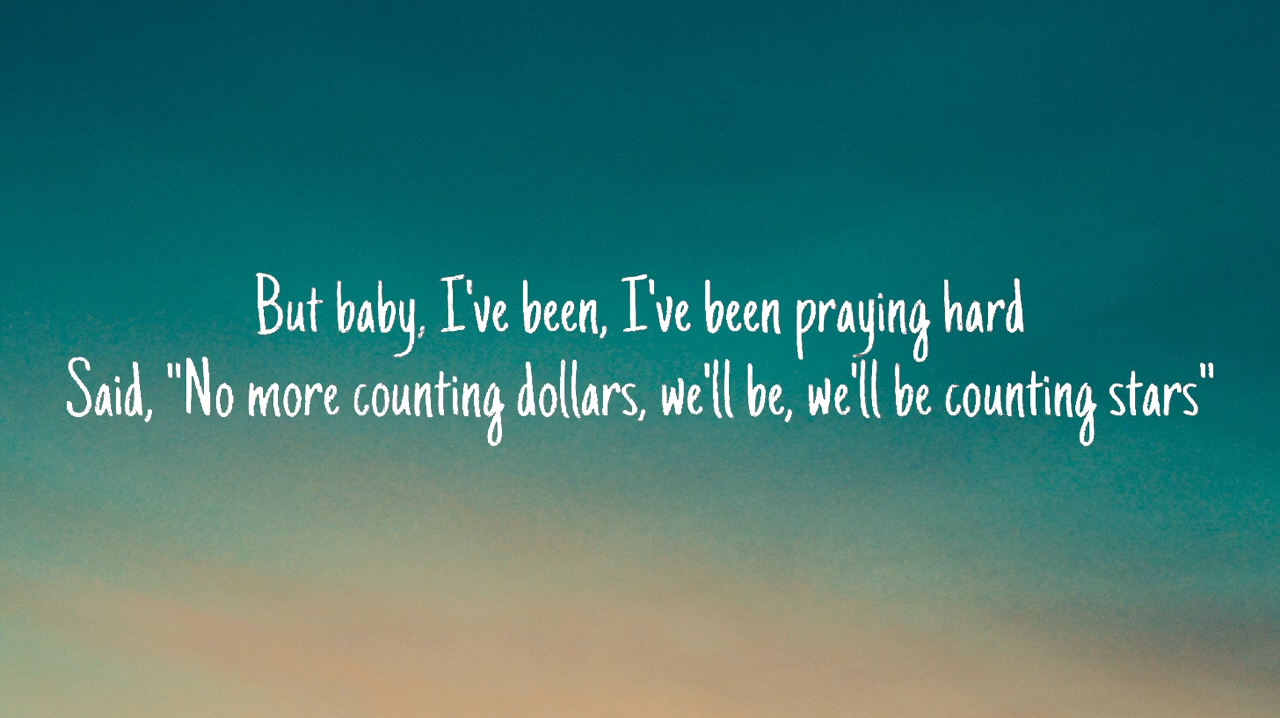 But baby, I've been, I've been praying hard
Said, "No more counting dollars, we'll be, we'll be counting stars"